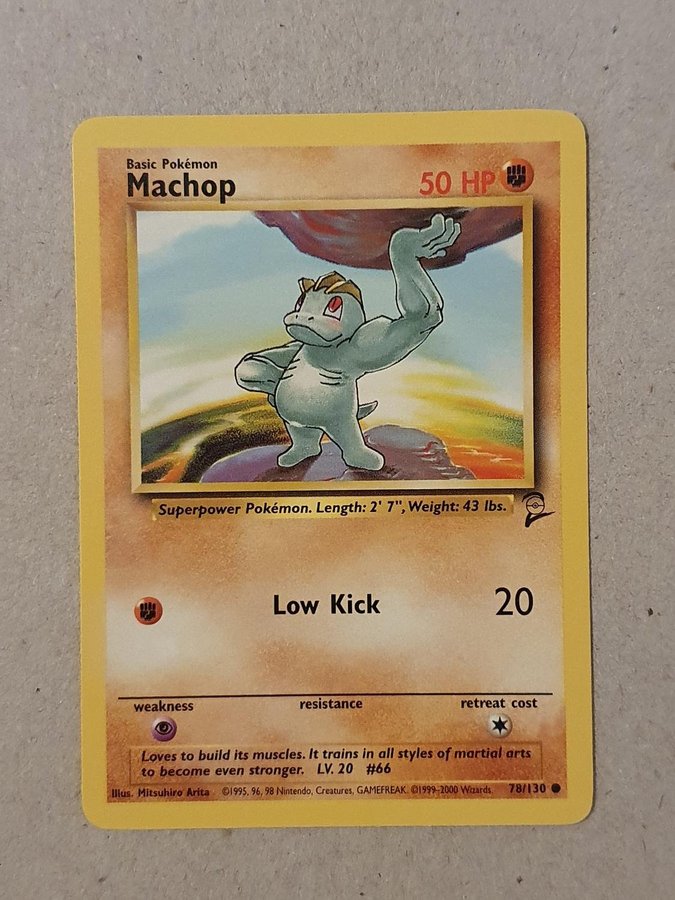 Basic Pokémon
Machop
50 HP
Superpower Pokémon. Length: 2' 7", Weight: 43 lbs.
Low Kick 20
weakness resistance retreat cost
Loves to build its muscles. It trains in all styles of martial arts
to become even stronger. LV. 20 #66
Illus. Mitsuhiro Arita ©1995, 96, 98 Nintendo, Creatures, GAMEFREAK. ©1999-2000 Wizards. 78/130